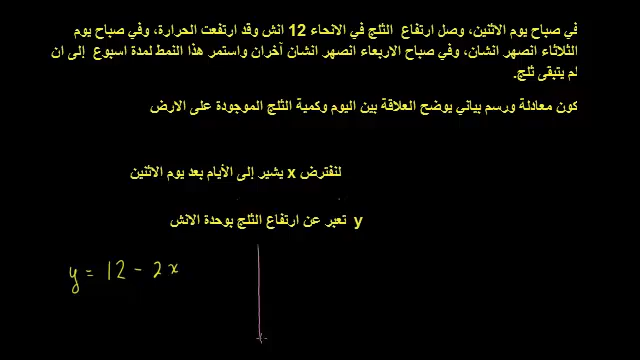 في صباح يوم الاثنين، وصل ارتفاع الثلج في الانحاء 12 انش وقد ارتفعت الحرارة، وفي صباح يوم
الثلاثاء انصهر انشان، وفي صباح الاربعاء انصهر انشان آخران واستمر هذا النمط لمدة اسبوع إلى ان
لم يتبقى ثلج.
كون معادلة ورسم بياني يوضح العلاقة بين اليوم وكمية الثلج الموجودة على الارض
لنفترض x يشير إلى الأيام بعد يوم الاثنين
y تعبر عن ارتفاع الثلج بوحدة الانش
y = 12 - 2x